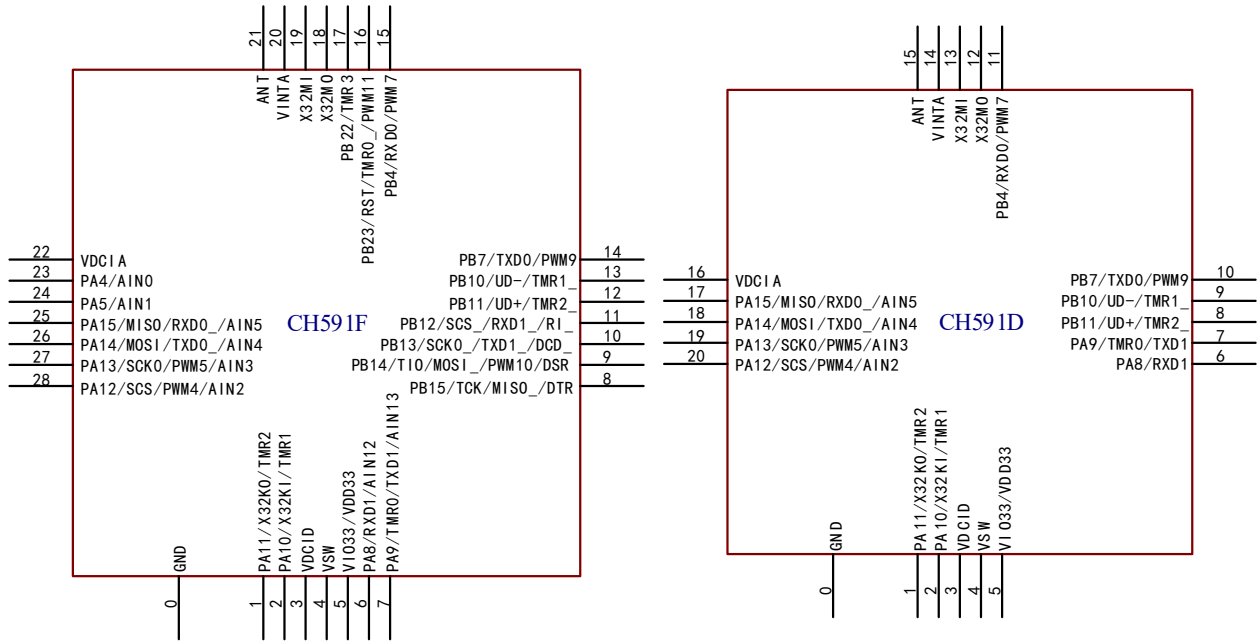 21
20
19
18
17
16
15
ANT
VINTA
X32MI
X32MO
PB22/TMR3
PB23/RST/TMR0_/PWM11
PB4/RXD0/PWM7
22
VDCIA
23
PA4/AIN0
24
PA5/AIN1
25
PA15/MISO/RXD0_/AIN5
26
PA14/MOSI/TXD0_/AIN4
27
PA13/SCK0/PWM5/AIN3
28
PA12/SCS/PWM4/AIN2
CH591F
PB7/TXD0/PWM9
14
PB10/UD-/TMR1_
13
PB11/UD+/TMR2_
12
PB12/SCS_/RXD1_/RI_
11
PB13/SCK0_/TXD1_/DCD_
10
PB14/TIO/MOSI_/PWM10/DSR_
9
PB15/TCK/MISO_/DTR
8
GND
PA11/X32KO/TMR2
PA10/X32KI/TMR1
VDCID
VSW
VIO33/VDD33
PA8/RXD1/AIN12
PA9/TMR0/TXD1/AIN13
0
1
2
3
4
5
6
7
15
14
13
12
11
ANT
VINTA
X32MI
X32MO
PB4/RXD0/PWM7
16
VDCIA
17
PA15/MISO/RXD0_/AIN5
18
PA14/MOSI/TXD0_/AIN4
19
PA13/SCK0/PWM5/AIN3
20
PA12/SCS/PWM4/AIN2
CH591D
PB7/TXD0/PWM9
10
PB10/UD-/TMR1_
9
PB11/UD+/TMR2_
8
PA9/TMR0/TXD1
7
PA8/RXD1
6
GND
PA11/X32KO/TMR2
PA10/X32KI/TMR1
VDCID
VSW
VIO33/VDD33
0
1
2
3
4
5